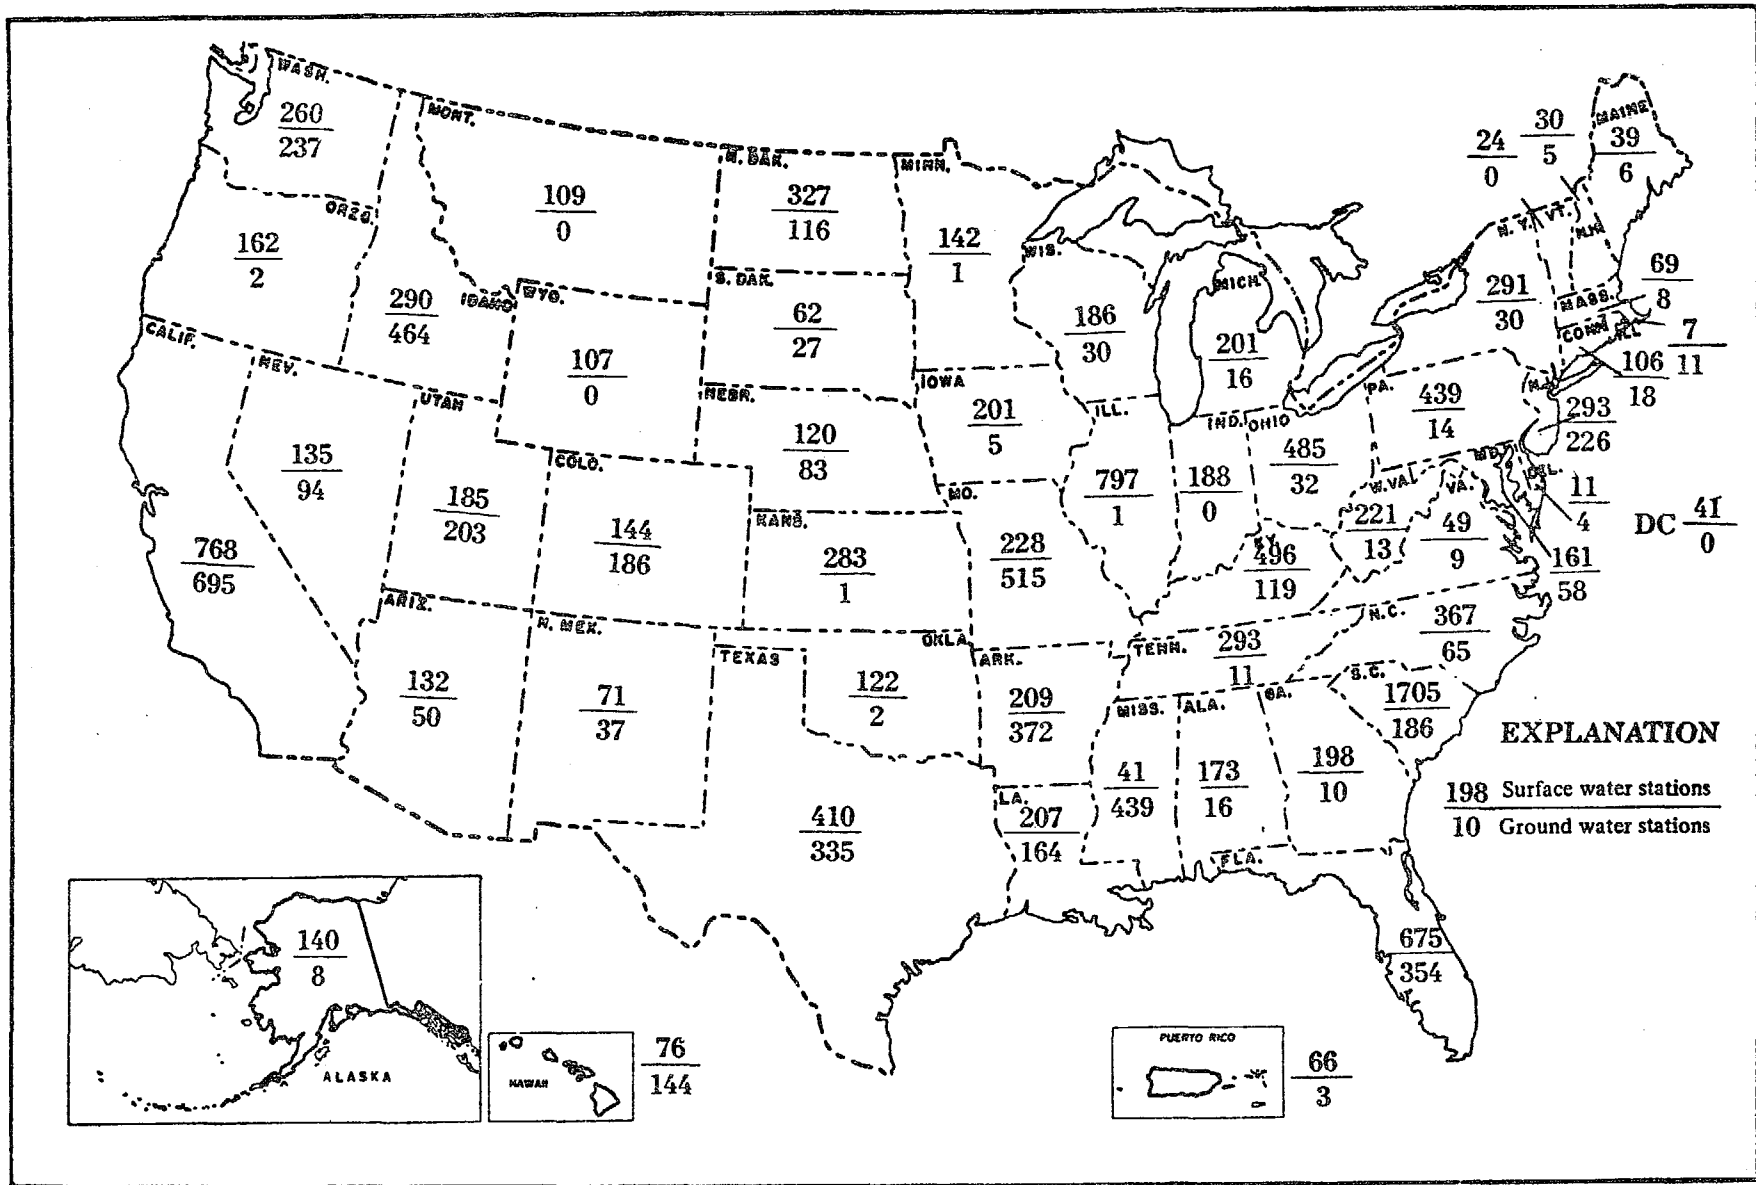 WASH.
260
237
MONT.
109
0
N. DAK.
327
116
MINN.
142
1
24
0
30
5
MAINE
39
6
OREG.
162
2
IDAHO
290
464
WYO.
107
0
S. DAK.
62
27
WIS.
186
30
MICH.
201
16
N. Y.
VT.
N.H.
291
30
MASS.
69
8
CONN
R.I.
7
11
106
18
CALIF.
768
695
NEV.
135
94
UTAH
185
203
COLO.
144
186
NEBR.
120
83
IOWA
201
5
ILL.
797
1
IND.
188
0
OHIO
485
32
PA.
439
14
N.J.
293
226
MD.
DEL.
11
4
DC 41
0
W.VA
221
13
VA.
49
9
161
58
KANS.
283
1
MO.
228
515
KY.
496
119
ARIZ.
132
50
N. MEX.
71
37
TEXAS
410
335
OKLA
122
2
ARK.
209
372
TENN.
293
11
N.C.
367
65
S.C.
1705
186
MISS.
41
439
ALA.
173
16
GA.
198
10
LA.
207
164
FLA.
675
354
EXPLANATION
198 Surface water stations
10 Ground water stations
140
8
ALASKA
HAWAII
76
144
PUERTO RICO
66
3